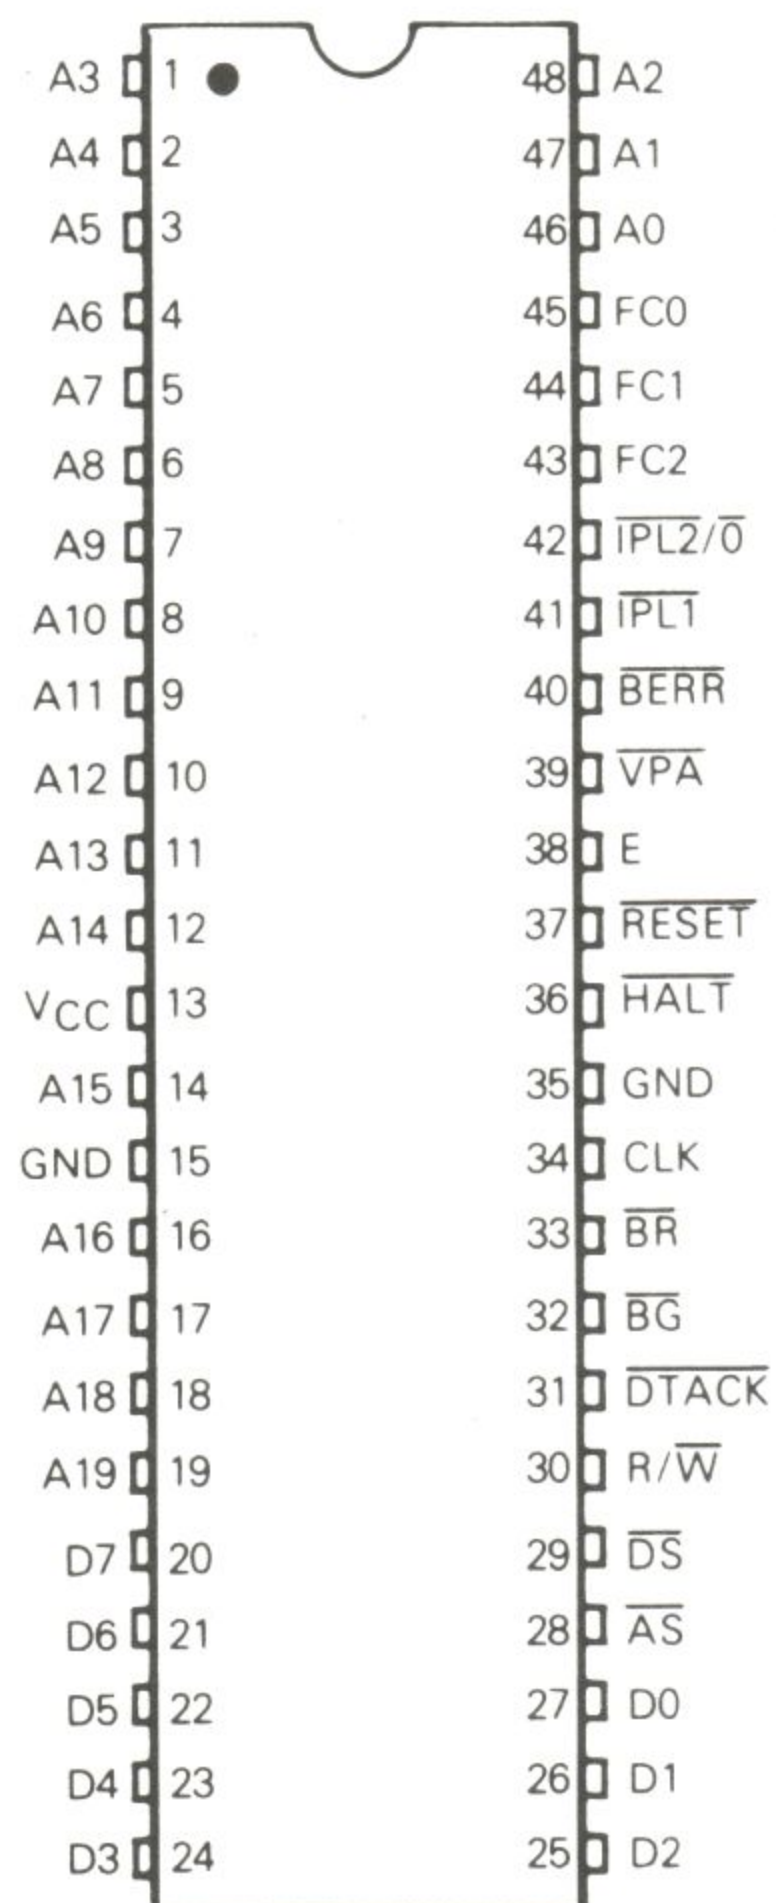 A3 1 48 A2
A4 2 47 A1
A5 3 46 A0
A6 4 45 FC0
A7 5 44 FC1
A8 6 43 FC2
A9 7 42 IPL2/0
A10 8 41 IPL1
A11 9 40 BERR
A12 10 39 VPA
A13 11 38 E
A14 12 37 RESET
VCC 13 36 HALT
A15 14 35 GND
GND 15 34 CLK
A16 16 33 BR
A17 17 32 BG
A18 18 31 DTACK
A19 19 30 R/W
D7 20 29 DS
D6 21 28 AS
D5 22 27 D0
D4 23 26 D1
D3 24 25 D2